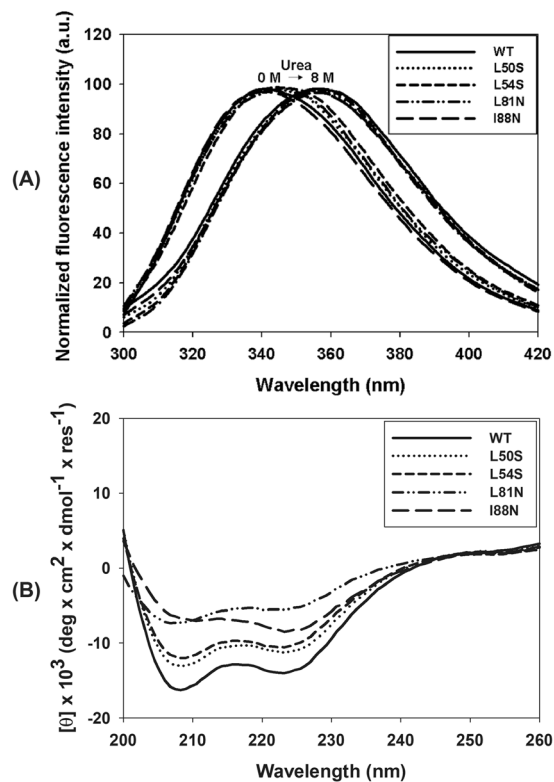 (A)
Normalized fluorescence intensity (a.u.)
120
100
80
60
40
20
0
Urea
0 M → 8 M
WT
L50S
L54S
L81N
I88N
300 320 340 360 380 400 420
Wavelength (nm)
(B)
[θ] x 10³ (deg x cm² x dmol⁻¹ x res⁻¹)
20
10
0
-10
-20
WT
L50S
L54S
L81N
I88N
200 210 220 230 240 250 260
Wavelength (nm)